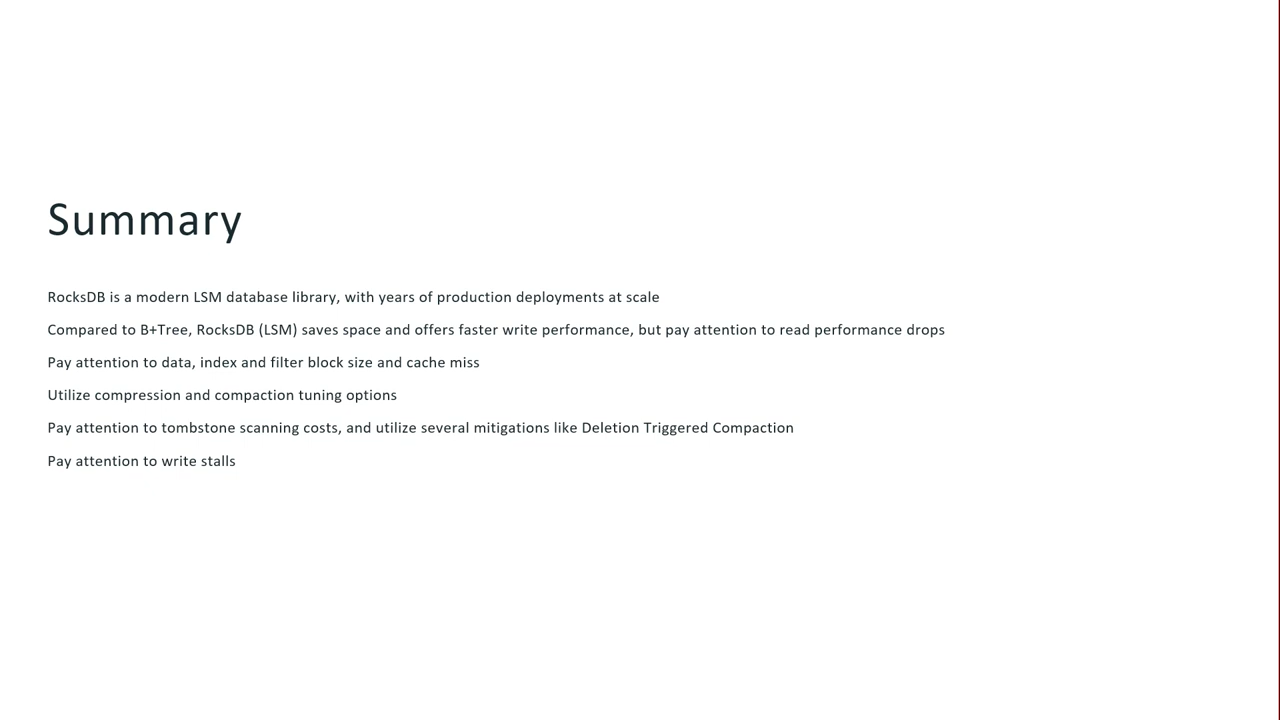 Summary
RocksDB is a modern LSM database library, with years of production deployments at scale
Compared to B+Tree, RocksDB (LSM) saves space and offers faster write performance, but pay attention to read performance drops
Pay attention to data, index and filter block size and cache miss
Utilize compression and compaction tuning options
Pay attention to tombstone scanning costs, and utilize several mitigations like Deletion Triggered Compaction
Pay attention to write stalls